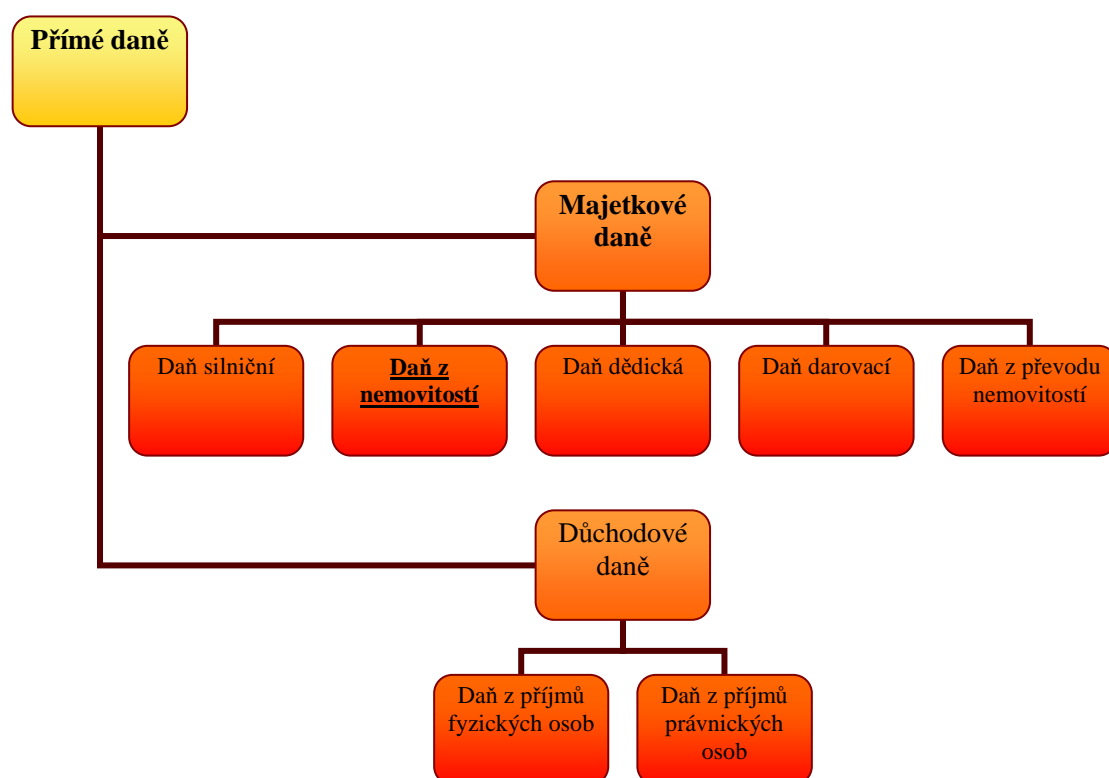 Přímé daně
Majetkové
daně
Daň silniční
Daň z
nemovitostí
Daň dědická
Daň darovací
Daň z převodu
nemovitostí
Důchodové
daně
Daň z příjmů
fyzických osob
Daň z příjmů
právnických
osob